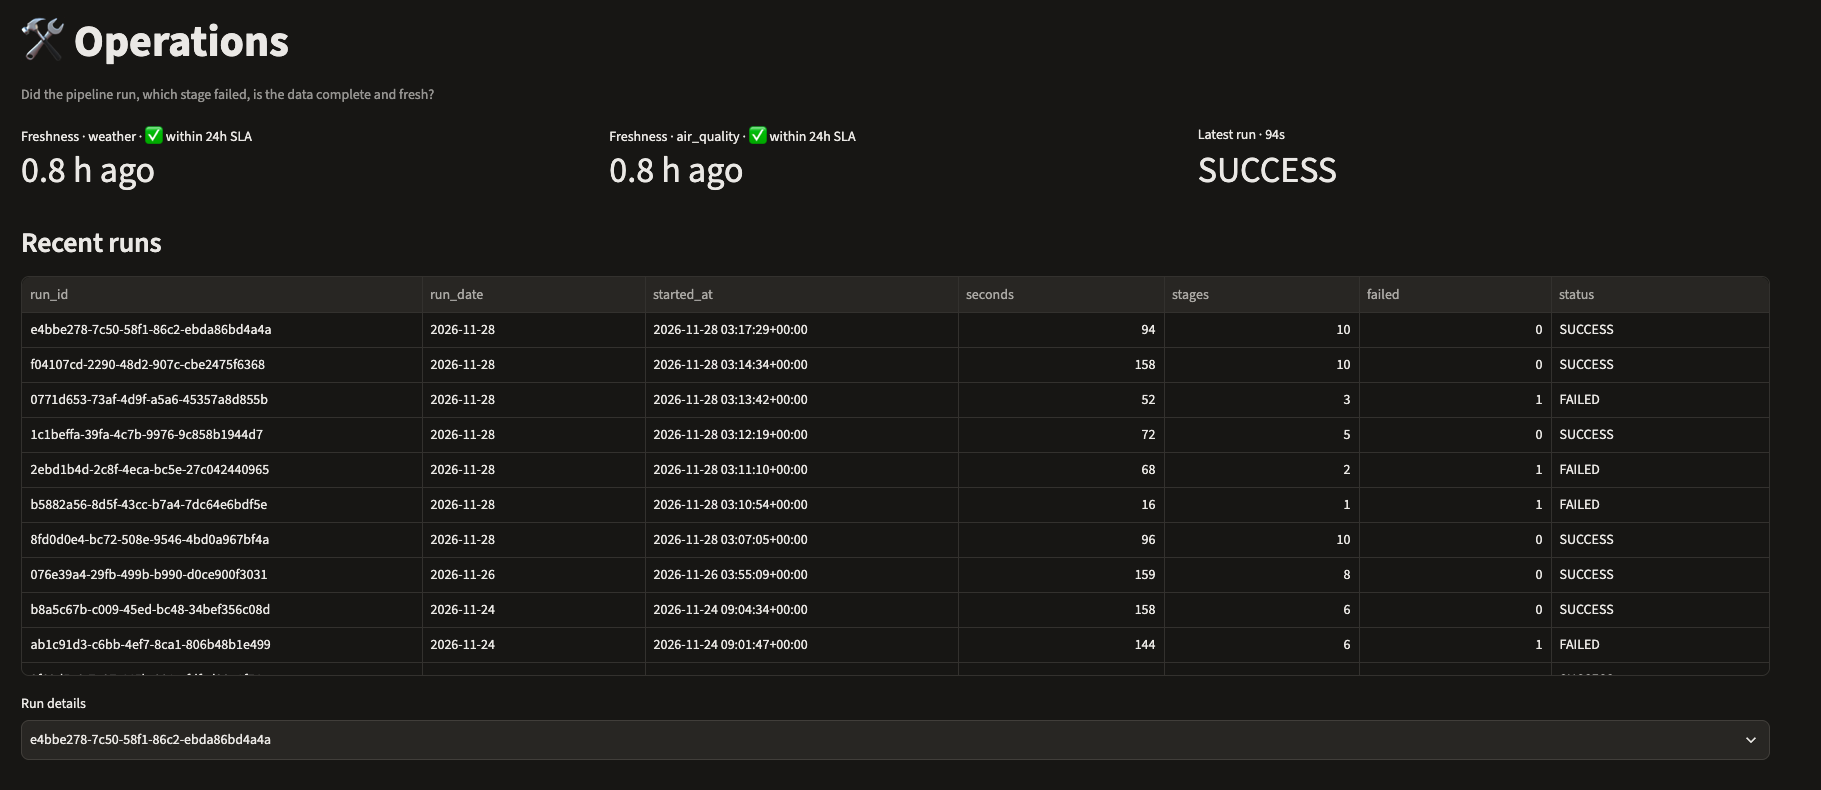 Operations
Did the pipeline run, which stage failed, is the data complete and fresh?
Freshness · weather · ✅ within 24h SLA
0.8 h ago
Freshness · air_quality · ✅ within 24h SLA
0.8 h ago
Latest run · 94s
SUCCESS
Recent runs
run_id run_date started_at seconds stages failed status
e4bbe278-7c50-58f1-86c2-ebda86bd4a4a 2026-11-28 2026-11-28 03:17:29+00:00 94 10 0 SUCCESS
f04107cd-2290-48d2-907c-cbe2475f6368 2026-11-28 2026-11-28 03:14:34+00:00 158 10 0 SUCCESS
0771d653-73af-4d9f-a5a6-45357a8d855b 2026-11-28 2026-11-28 03:13:42+00:00 52 3 1 FAILED
1c1beffa-39fa-4c7b-9976-9c858b1944d7 2026-11-28 2026-11-28 03:12:19+00:00 72 5 0 SUCCESS
2ebd1b4d-2c8f-4eca-bc5e-27c042440965 2026-11-28 2026-11-28 03:11:10+00:00 68 2 1 FAILED
b5882a56-8d5f-43cc-b7a4-7dc64e6bdf5e 2026-11-28 2026-11-28 03:10:54+00:00 16 1 1 FAILED
8fd0d0e4-bc72-508e-9546-4bd0a967bf4a 2026-11-28 2026-11-28 03:07:05+00:00 96 10 0 SUCCESS
076e39a4-29fb-499b-b990-d0ce900f3031 2026-11-26 2026-11-26 03:55:09+00:00 159 8 0 SUCCESS
b8a5c67b-c009-45ed-bc48-34bef356c08d 2026-11-24 2026-11-24 09:04:34+00:00 158 6 0 SUCCESS
ab1c91d3-c6bb-4ef7-8ca1-806b48b1e499 2026-11-24 2026-11-24 09:01:47+00:00 144 6 1 FAILED
Run details
e4bbe278-7c50-58f1-86c2-ebda86bd4a4a